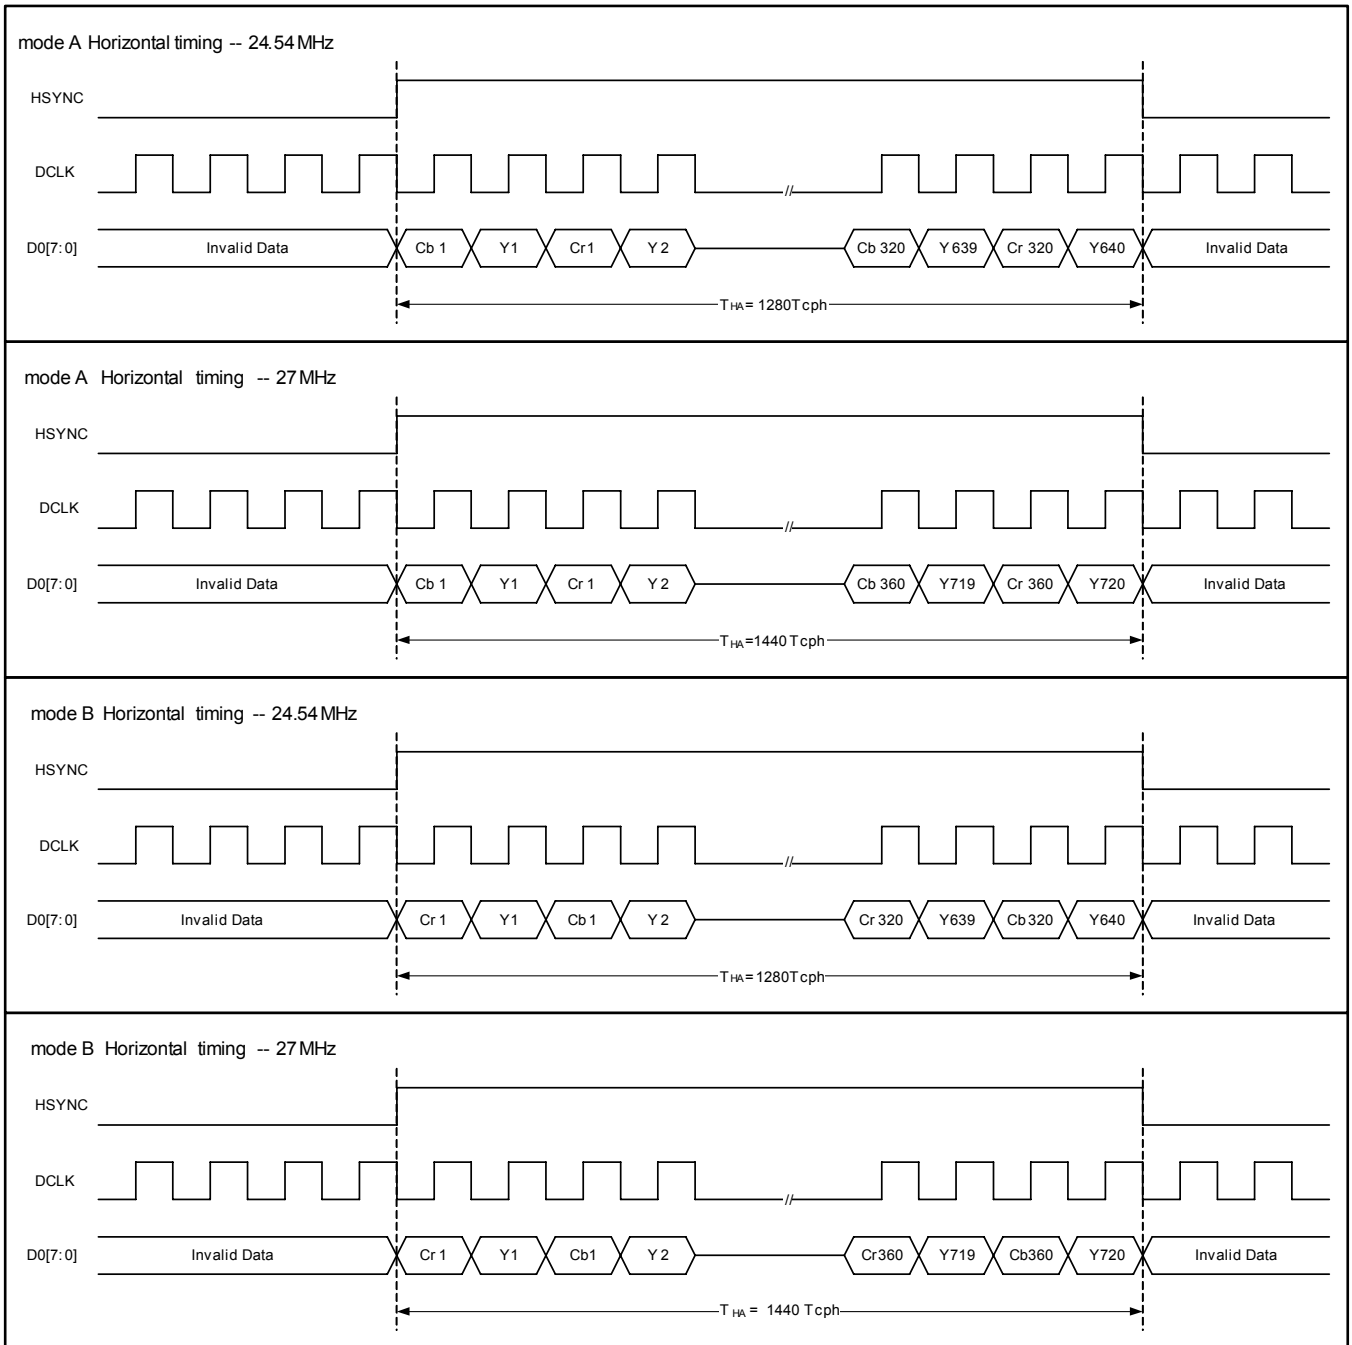 mode A Horizontal timing -- 24.54 MHz
HSYNC
DCLK
//
D0[7:0] Invalid Data Cb 1 Y1 Cr 1 Y 2 Cb 320 Y 639 Cr 320 Y640 Invalid Data
THA = 1280Tcph
mode A Horizontal timing -- 27 MHz
HSYNC
DCLK
//
D0[7:0] Invalid Data Cb 1 Y1 Cr 1 Y 2 Cb 360 Y719 Cr 360 Y720 Invalid Data
THA =1440 Tcph
mode B Horizontal timing -- 24.54 MHz
HSYNC
DCLK
//
D0[7:0] Invalid Data Cr 1 Y1 Cb 1 Y 2 Cr 320 Y639 Cb 320 Y640 Invalid Data
THA = 1280Tcph
mode B Horizontal timing -- 27 MHz
HSYNC
DCLK
//
D0[7:0] Invalid Data Cr 1 Y1 Cb1 Y 2 Cr360 Y719 Cb360 Y720 Invalid Data
THA = 1440 Tcph